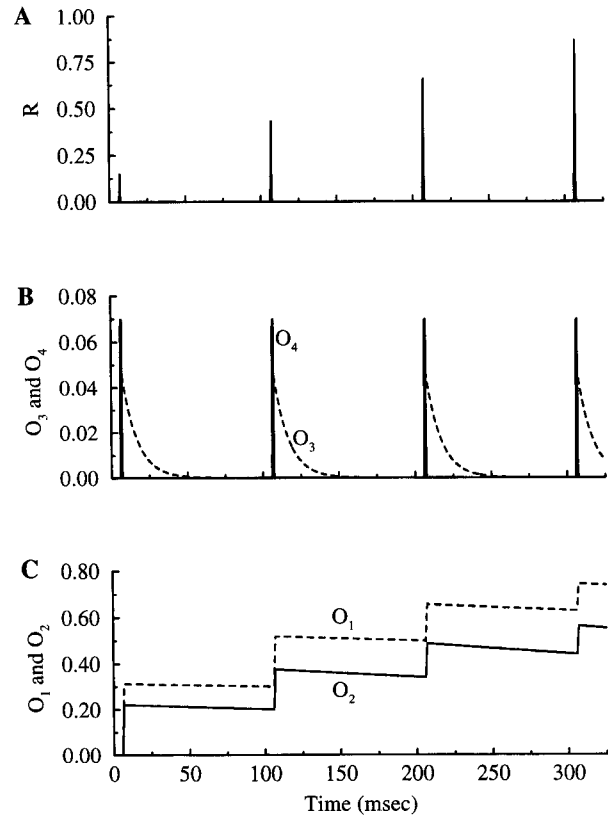 A
1.00
0.75
R
0.50
0.25
0.00
B
0.08
0.06
O₃ and O₄
0.04
0.02
0.00
O₄
O₃
C
0.80
0.60
O₁ and O₂
0.40
0.20
0.00
O₁
O₂
0 50 100 150 200 250 300
Time (msec)